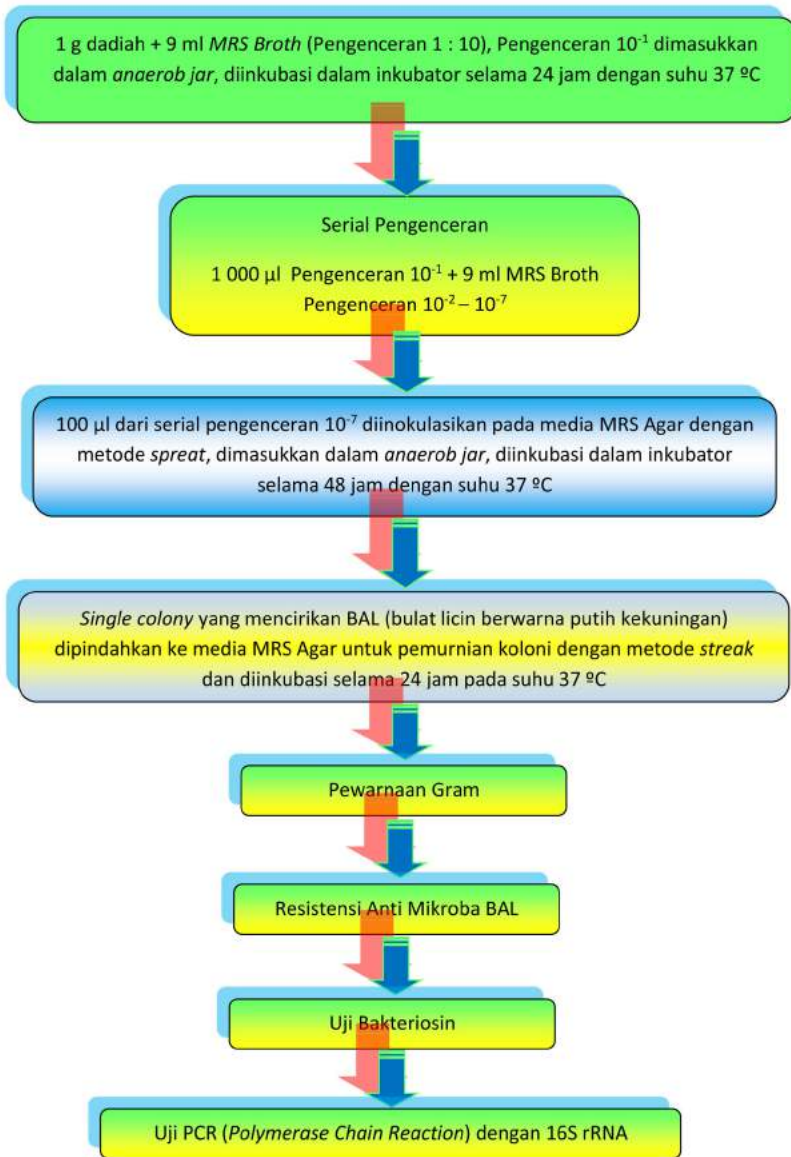 1 g dadiah + 9 ml MRS Broth (Pengenceran 1 : 10), Pengenceran 10⁻¹ dimasukkan
dalam anaerob jar, diinkubasi dalam inkubator selama 24 jam dengan suhu 37 ºC
Serial Pengenceran
1 000 µl Pengenceran 10⁻¹ + 9 ml MRS Broth
Pengenceran 10⁻² – 10⁻⁷
100 µl dari serial pengenceran 10⁻⁷ diinokulasikan pada media MRS Agar dengan
metode spreat, dimasukkan dalam anaerob jar, diinkubasi dalam inkubator
selama 48 jam dengan suhu 37 ºC
Single colony yang mencirikan BAL (bulat licin berwarna putih kekuningan)
dipindahkan ke media MRS Agar untuk pemurnian koloni dengan metode streak
dan diinkubasi selama 24 jam pada suhu 37 ºC
Pewarnaan Gram
Resistensi Anti Mikroba BAL
Uji Bakteriosin
Uji PCR (Polymerase Chain Reaction) dengan 16S rRNA